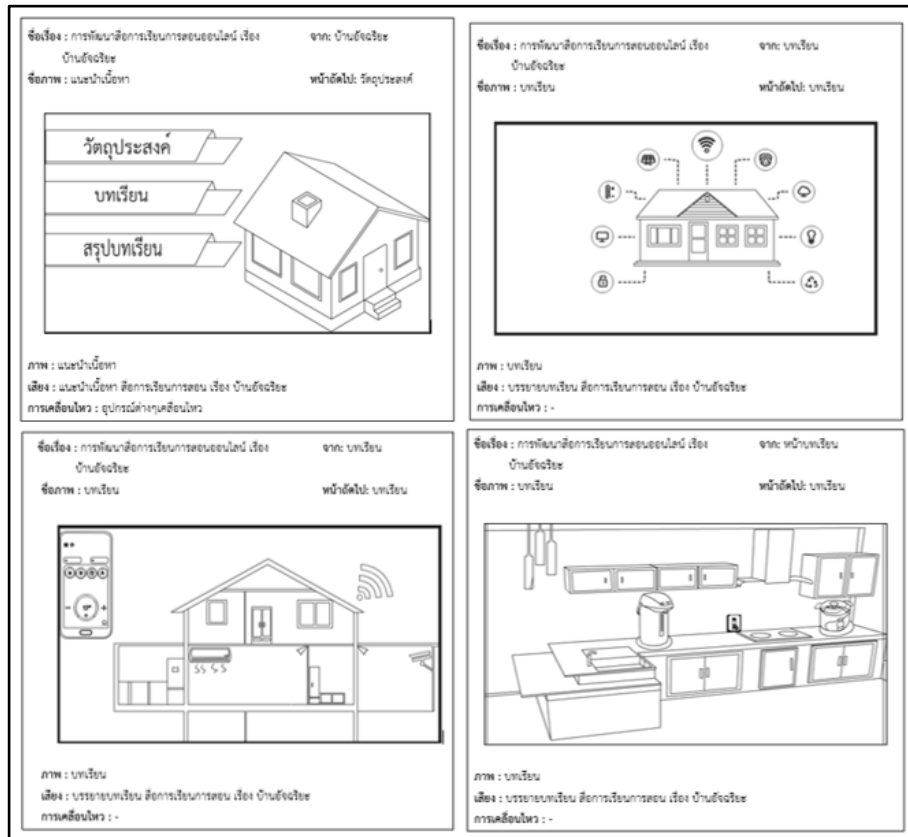 ชื่อเรื่อง : การพัฒนาสื่อการเรียนการสอนออนไลน์ เรื่อง จาก: บ้านอัจฉริยะ
บ้านอัจฉริยะ
ชื่อภาพ : แนะนำเนื้อหา หน้าถัดไป: วัตถุประสงค์
วัตถุประสงค์
บทเรียน
สรุปบทเรียน
ภาพ : แนะนำเนื้อหา
เสียง : แนะนำเนื้อหา สื่อการเรียนการสอน เรื่อง บ้านอัจฉริยะ
การเคลื่อนไหว : อุปกรณ์ต่างๆเคลื่อนไหว
ชื่อเรื่อง : การพัฒนาสื่อการเรียนการสอนออนไลน์ เรื่อง จาก: บทเรียน
บ้านอัจฉริยะ
ชื่อภาพ : บทเรียน หน้าถัดไป: บทเรียน
ภาพ : บทเรียน
เสียง : บรรยายบทเรียน สื่อการเรียนการสอน เรื่อง บ้านอัจฉริยะ
การเคลื่อนไหว : -
ชื่อเรื่อง : การพัฒนาสื่อการเรียนการสอนออนไลน์ เรื่อง จาก: บทเรียน
บ้านอัจฉริยะ
ชื่อภาพ : บทเรียน หน้าถัดไป: บทเรียน
ภาพ : บทเรียน
เสียง : บรรยายบทเรียน สื่อการเรียนการสอน เรื่อง บ้านอัจฉริยะ
การเคลื่อนไหว : -
ชื่อเรื่อง : การพัฒนาสื่อการเรียนการสอนออนไลน์ เรื่อง จาก: หน้าบทเรียน
บ้านอัจฉริยะ
ชื่อภาพ : บทเรียน หน้าถัดไป: บทเรียน
ภาพ : บทเรียน
เสียง : บรรยายบทเรียน สื่อการเรียนการสอน เรื่อง บ้านอัจฉริยะ
การเคลื่อนไหว : -